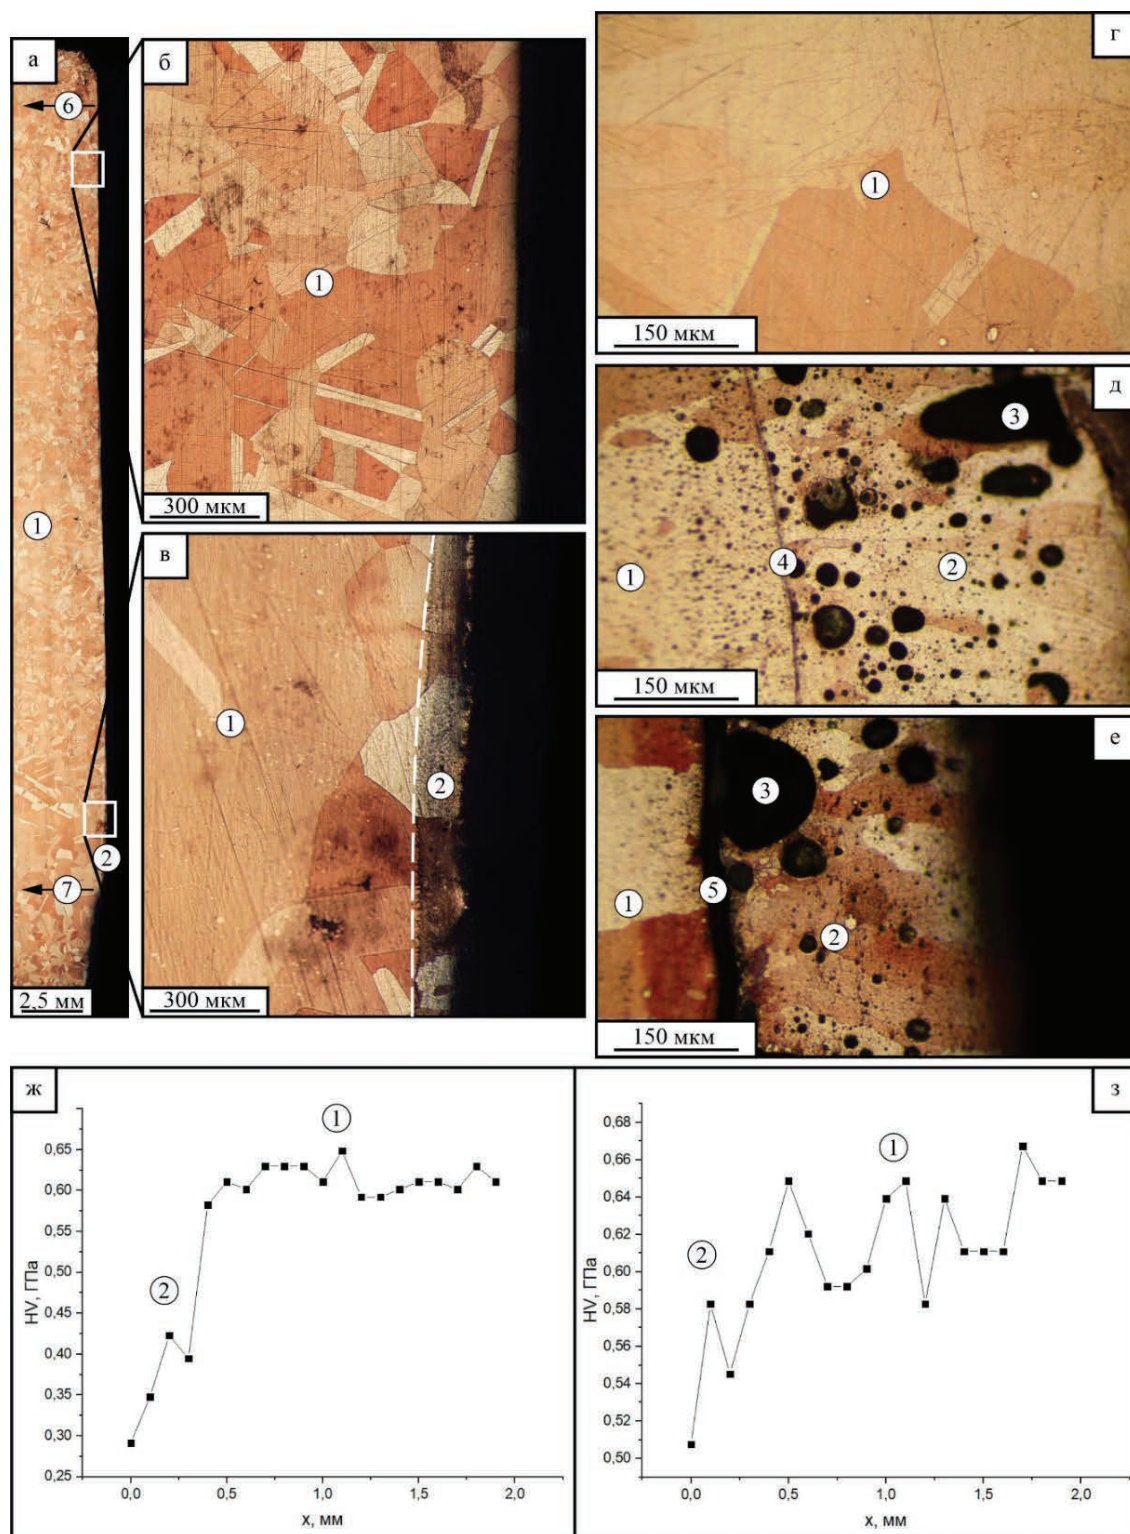 а
6
1
2
7
2,5 мм
б
1
300 мкм
в
1
2
300 мкм
г
1
150 мкм
д
3
4
1
2
150 мкм
е
3
5
1
2
150 мкм
ж
1
2
HV, ГПа
0,65
0,60
0,55
0,50
0,45
0,40
0,35
0,30
0,25
0,0 0,5 1,0 1,5 2,0
x, мм
з
1
2
HV, ГПа
0,68
0,66
0,64
0,62
0,60
0,58
0,56
0,54
0,52
0,50
0,0 0,5 1,0 1,5 2,0
x, мм